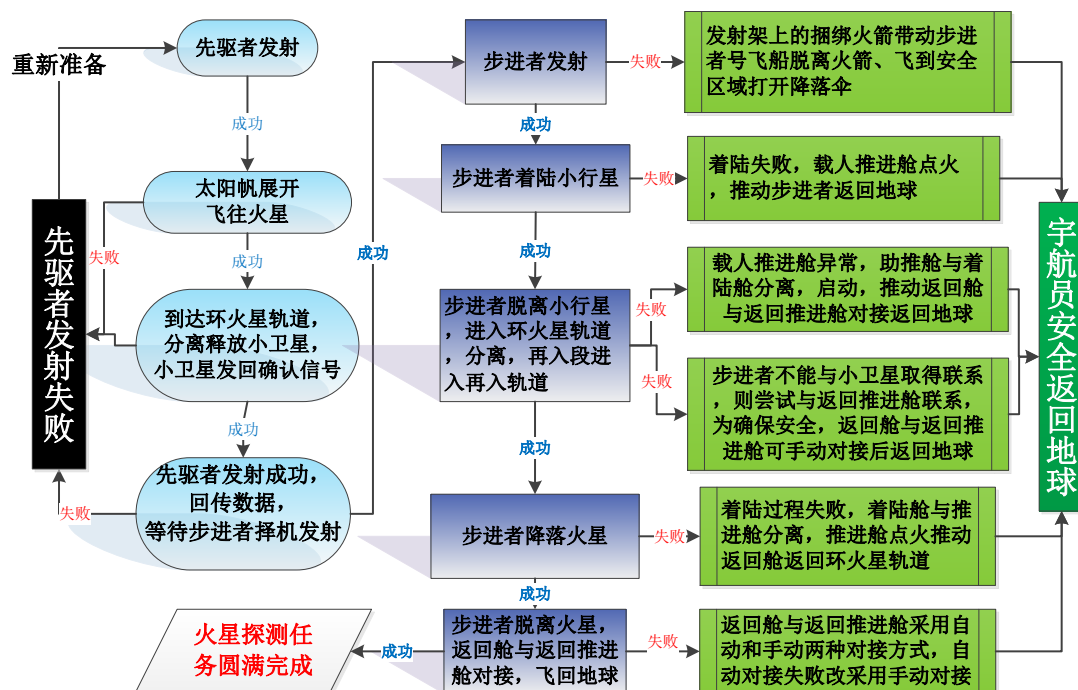 重新准备
先驱者发射
成功
太阳帆展开
飞往火星
失败
成功
到达环火星轨道，
分离释放小卫星，
小卫星发回确认信号
成功
先驱者发射成功，
回传数据，
等待步进者择机发射
失败
先驱者发射失败
成功
步进者发射
失败
发射架上的捆绑火箭带动步进
者号飞船脱离火箭、飞到安全
区域打开降落伞
成功
步进者着陆小行星
失败
着陆失败，载人推进舱点火
，推动步进者返回地球
成功
步进者脱离小行星
，进入环火星轨道
，分离，再入段进
入再入轨道
失败
载人推进舱异常，助推舱与着
陆舱分离，启动，推动返回舱
与返回推进舱对接返回地球
失败
步进者不能与小卫星取得联系
，则尝试与返回推进舱联系，
为确保安全，返回舱与返回推
进舱可手动对接后返回地球
成功
步进者降落火星
失败
着陆过程失败，着陆舱与推
进舱分离，推进舱点火推动
返回舱返回环火星轨道
成功
步进者脱离火星，
返回舱与返回推进
舱对接，飞回地球
失败
返回舱与返回推进舱采用自
动和手动两种对接方式，自
动对接失败改采用手动对接
成功
火星探测任
务圆满完成
宇航员安全返回地球